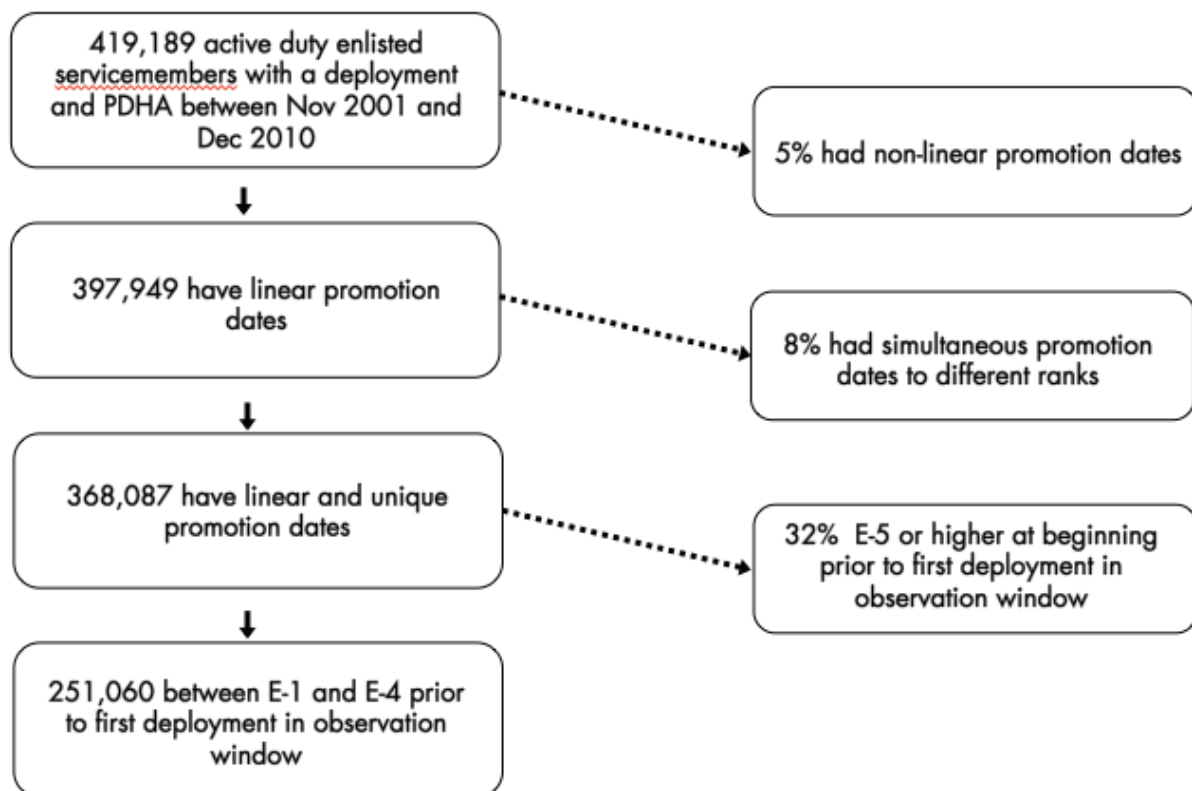 419,189 active duty enlisted
servicemembers with a deployment
and PDHA between Nov 2001 and
Dec 2010
5% had non-linear promotion dates
397,949 have linear promotion
dates
8% had simultaneous promotion
dates to different ranks
368,087 have linear and unique
promotion dates
32% E-5 or higher at beginning
prior to first deployment in
observation window
251,060 between E-1 and E-4 prior
to first deployment in observation
window